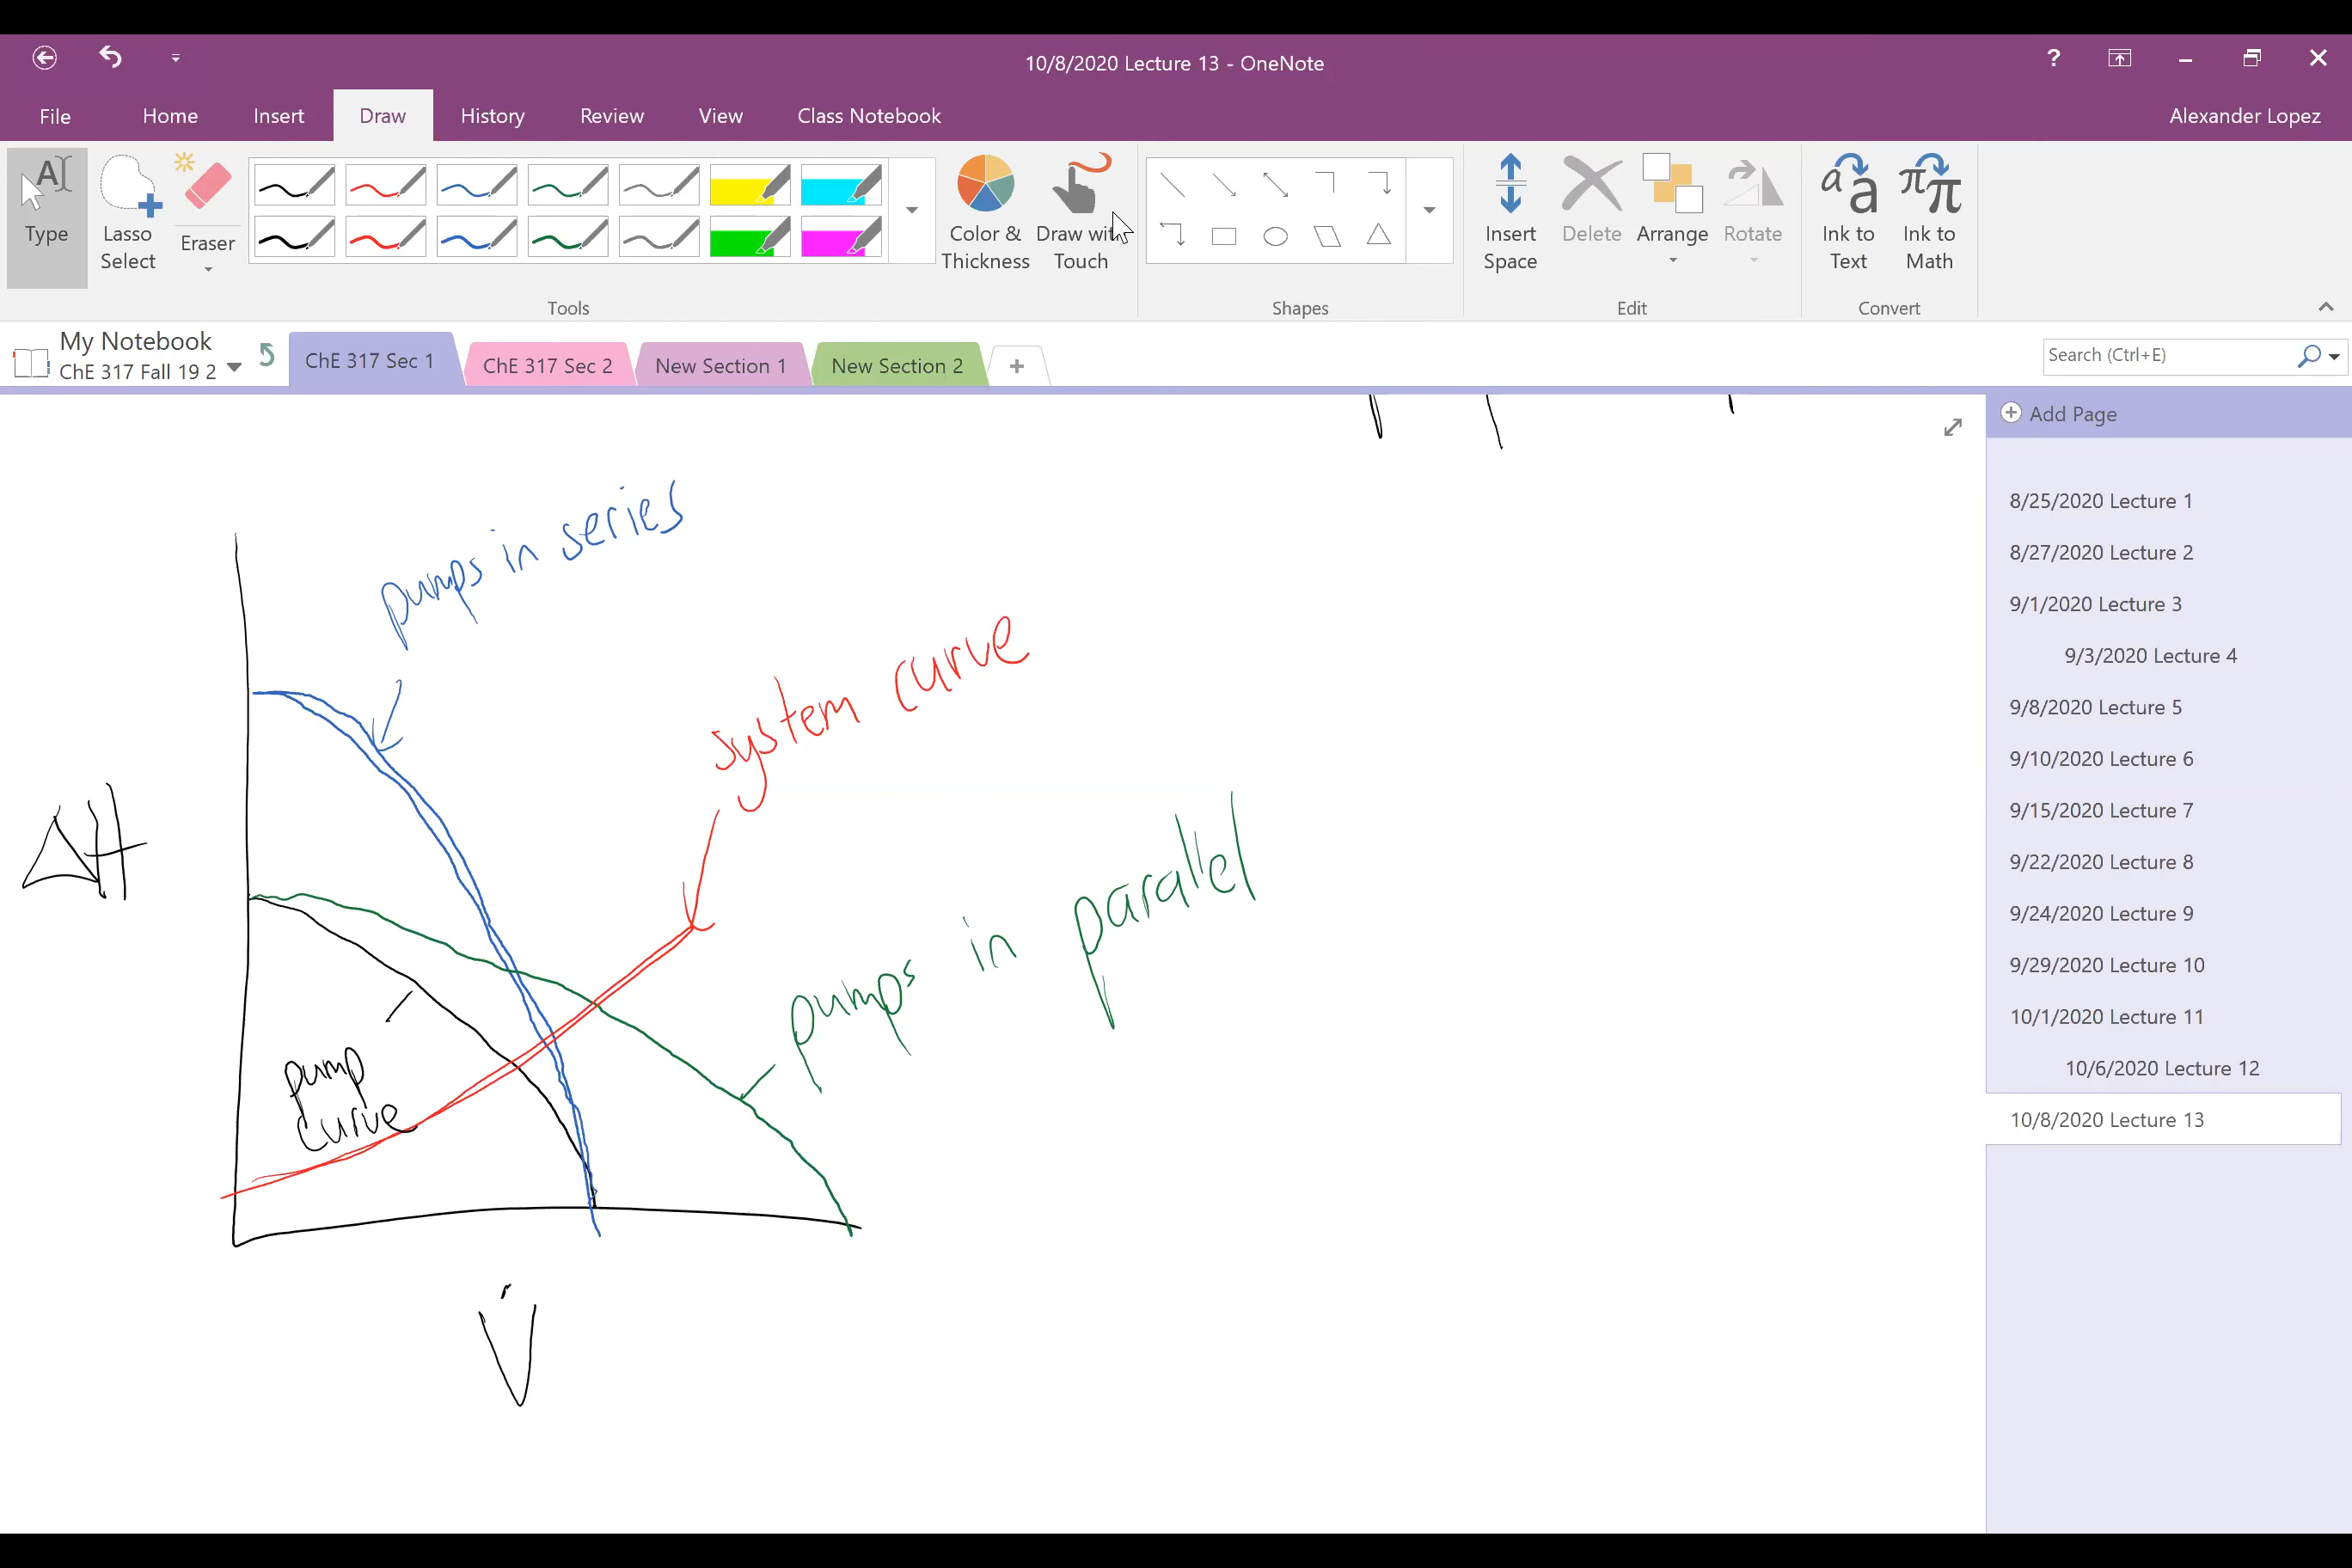 10/8/2020 Lecture 13 - OneNote
?
File Home Insert Draw History Review View Class Notebook
Alexander Lopez
Type
Lasso Select
Eraser
Color & Thickness
Draw wit Touch
Insert Space
Delete
Arrange
Rotate
Ink to Text
Ink to Math
Tools
Shapes
Edit
Convert
My Notebook
ChE 317 Fall 19 2
ChE 317 Sec 1
ChE 317 Sec 2
New Section 1
New Section 2
+
Search (Ctrl+E)
Add Page
8/25/2020 Lecture 1
8/27/2020 Lecture 2
9/1/2020 Lecture 3
9/3/2020 Lecture 4
9/8/2020 Lecture 5
9/10/2020 Lecture 6
9/15/2020 Lecture 7
9/22/2020 Lecture 8
9/24/2020 Lecture 9
9/29/2020 Lecture 10
10/1/2020 Lecture 11
10/6/2020 Lecture 12
10/8/2020 Lecture 13
pumps in series
system curve
pumps in parallel
ΔH
pump
curve
V̇